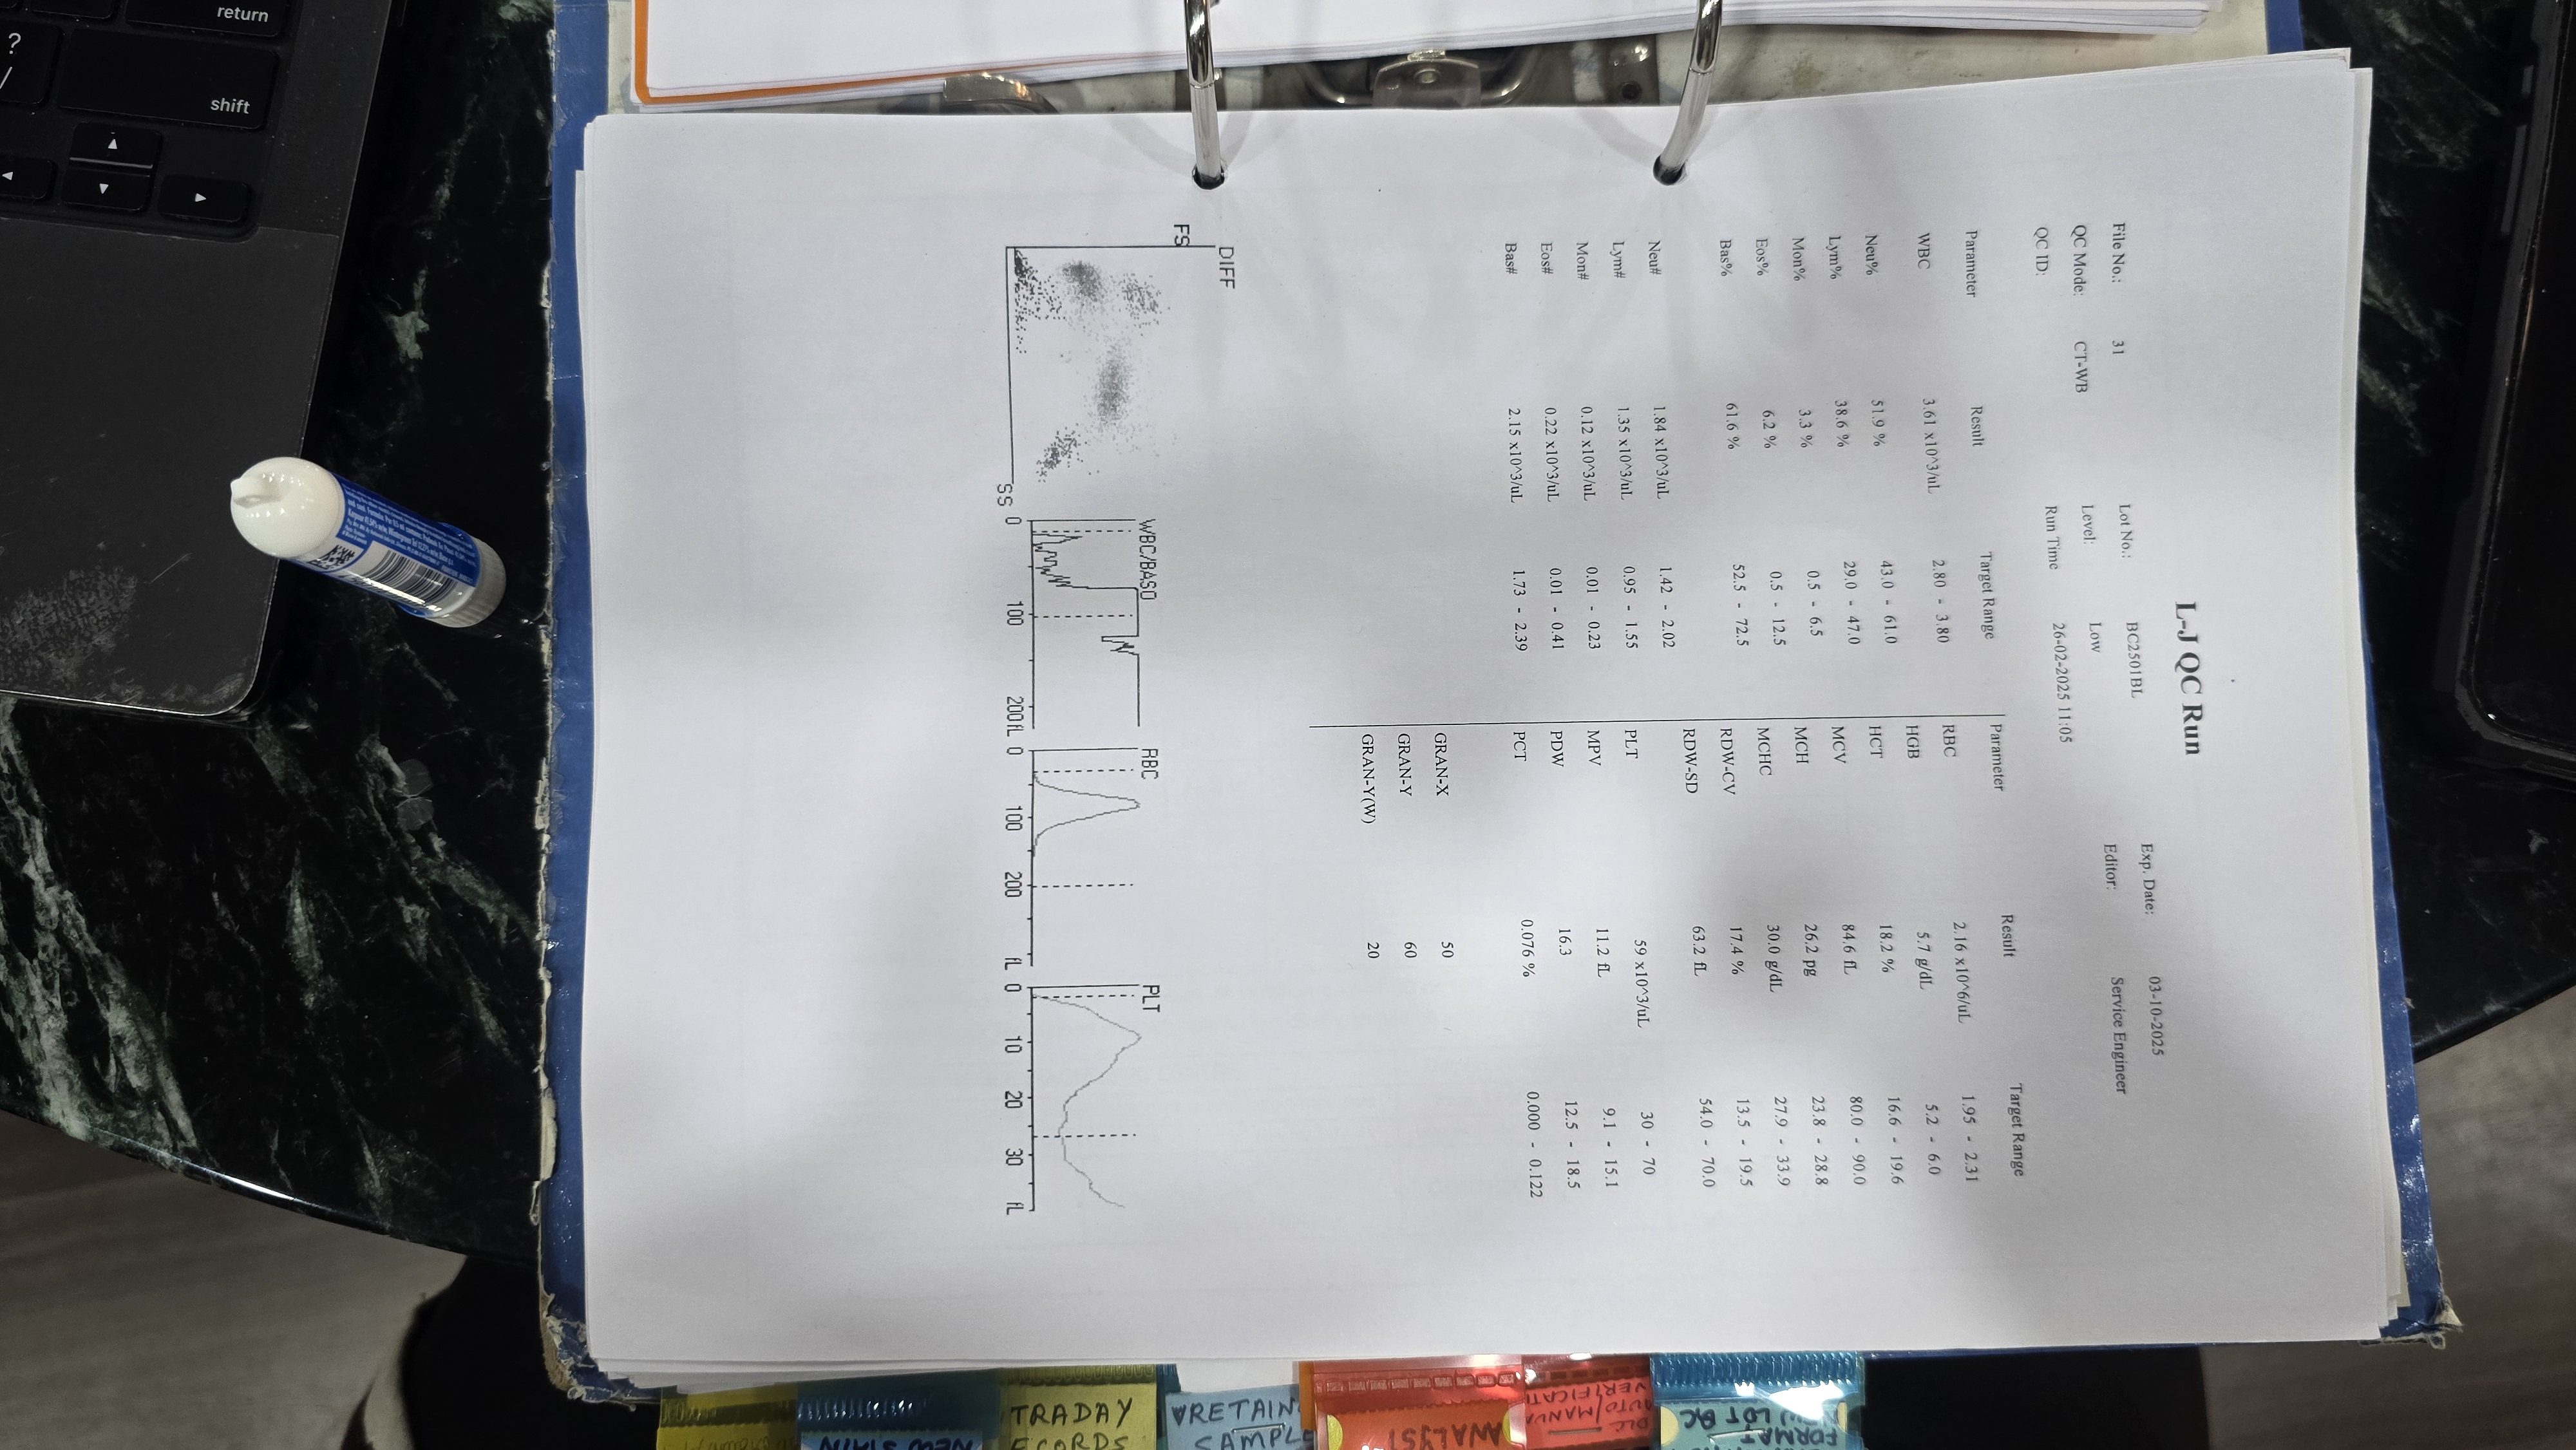 L-J QC Run
File No.: 31 Lot No.: BC2501BL Exp. Date: 03-10-2025
QC Mode: CT-WB Level: Low Editor: Service Engineer
QC ID: Run Time 26-02-2025 11:05
Parameter Result Target Range Parameter Result Target Range
WBC 3.61 x10^3/uL 2.80 - 3.80 RBC 2.16 x10^6/uL 1.95 - 2.31
HGB 5.7 g/dL 5.2 - 6.0
Neu% 51.9 % 43.0 - 61.0 HCT 18.2 % 16.6 - 19.6
Lym% 38.6 % 29.0 - 47.0 MCV 84.6 fL 80.0 - 90.0
Mon% 3.3 % 0.5 - 6.5 MCH 26.2 pg 23.8 - 28.8
Eos% 6.2 % 0.5 - 12.5 MCHC 30.0 g/dL 27.9 - 33.9
Bas% 61.6 % 52.5 - 72.5 RDW-CV 17.4 % 13.5 - 19.5
RDW-SD 63.2 fL 54.0 - 70.0
Neu# 1.84 x10^3/uL 1.42 - 2.02
Lym# 1.35 x10^3/uL 0.95 - 1.55 PLT 59 x10^3/uL 30 - 70
Mon# 0.12 x10^3/uL 0.01 - 0.23 MPV 11.2 fL 9.1 - 15.1
Eos# 0.22 x10^3/uL 0.01 - 0.41 PDW 16.3 12.5 - 18.5
Bas# 2.15 x10^3/uL 1.73 - 2.39 PCT 0.076 % 0.000 - 0.122
GRAN-X 50
GRAN-Y 60
GRAN-Y(W) 20
DIFF
FS
WBC/BASO RBC PLT
SS
0 100 200fL 0 100 200 fL 0 10 20 30 fL
NEW STAIN
TRADAY
RETAIN
SAMPL
ANALYST
DLC
AUTO/MANU
VERIFICAT
FORMAT
LOT QC
shift
return
?
/